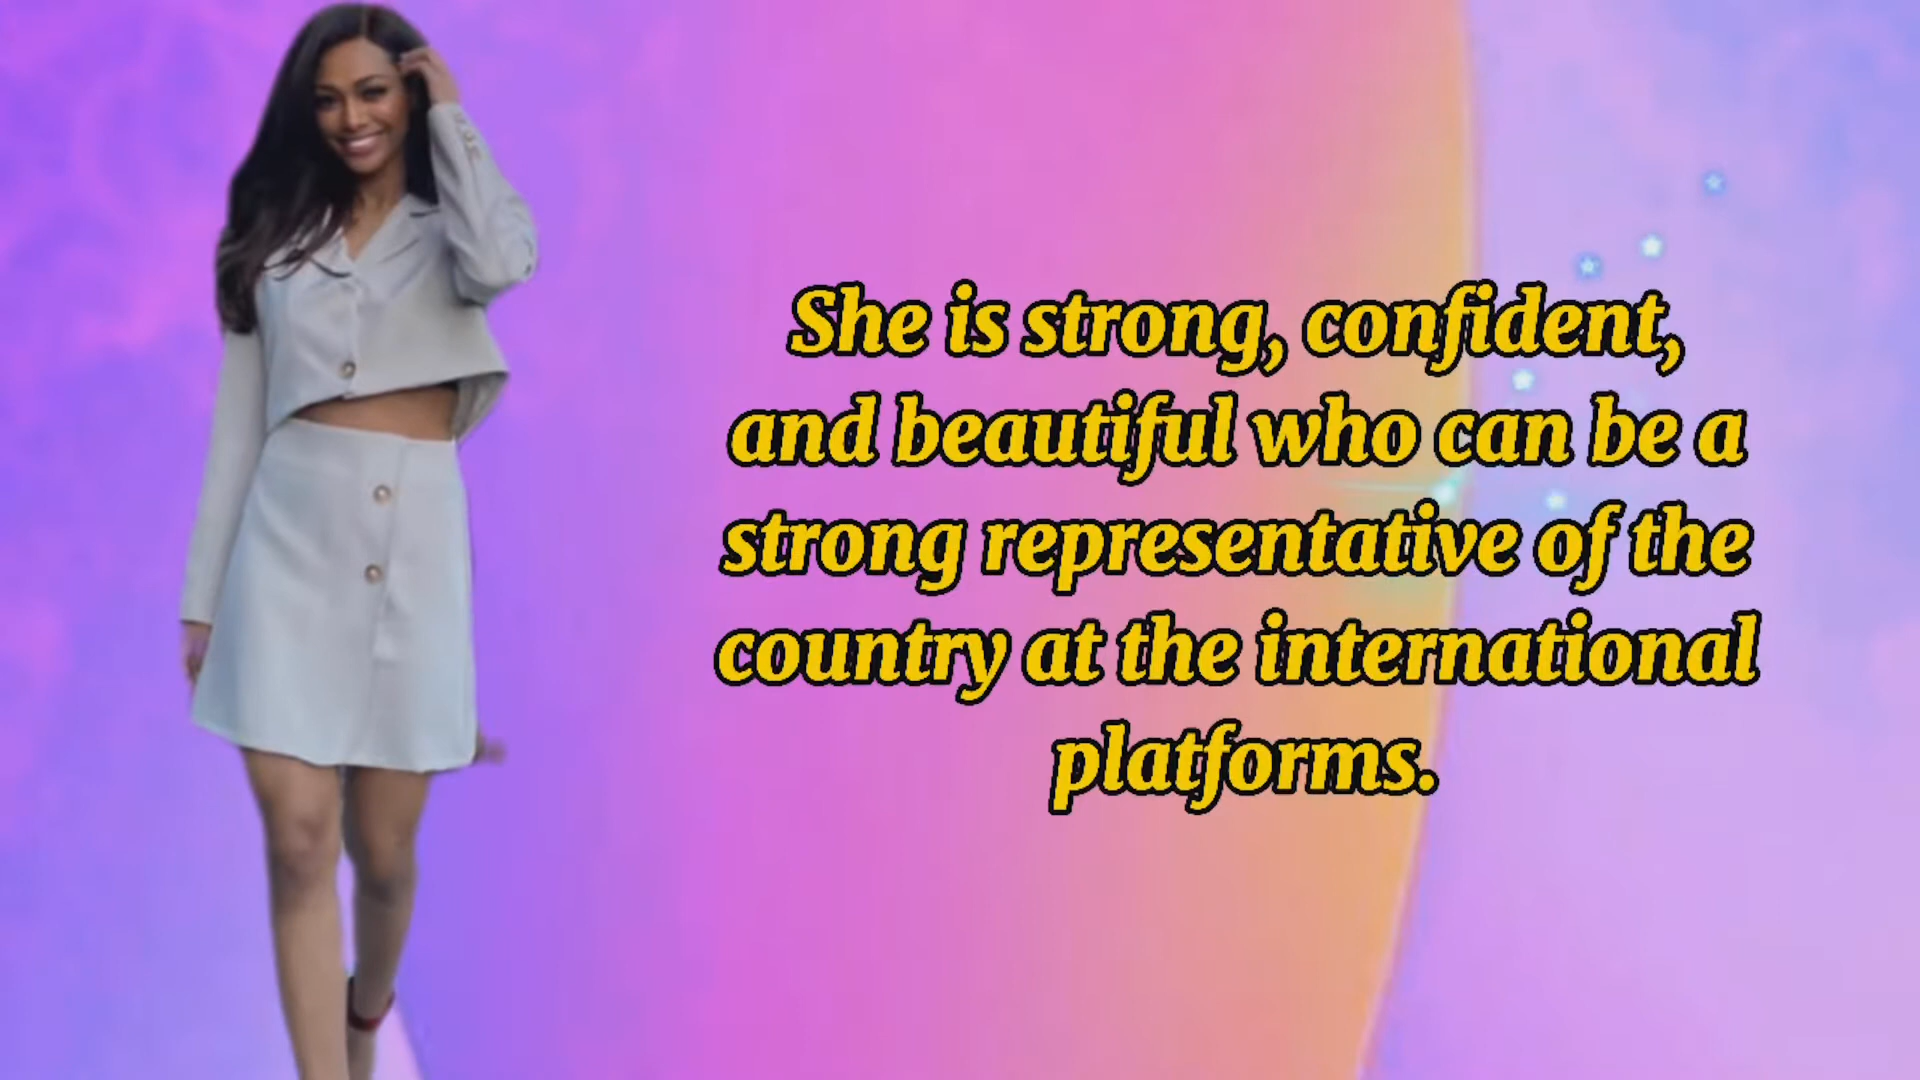 She is strong, confident,
and beautiful who can be a
strong representative of the
country at the international
platforms.